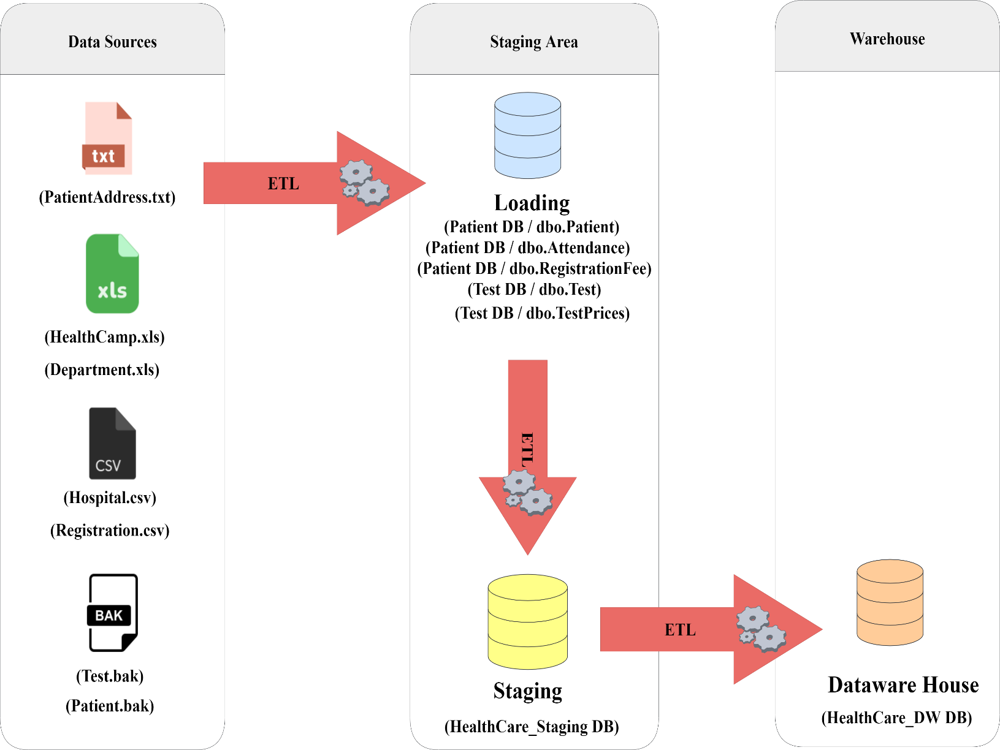 Data Sources
txt
(PatientAddress.txt)
xls
(HealthCamp.xls)
(Department.xls)
CSV
(Hospital.csv)
(Registration.csv)
BAK
(Test.bak)
(Patient.bak)
ETL
Staging Area
Loading
(Patient DB / dbo.Patient)
(Patient DB / dbo.Attendance)
(Patient DB / dbo.RegistrationFee)
(Test DB / dbo.Test)
(Test DB / dbo.TestPrices)
ETL
Staging
(HealthCare_Staging DB)
ETL
Warehouse
Dataware House
(HealthCare_DW DB)